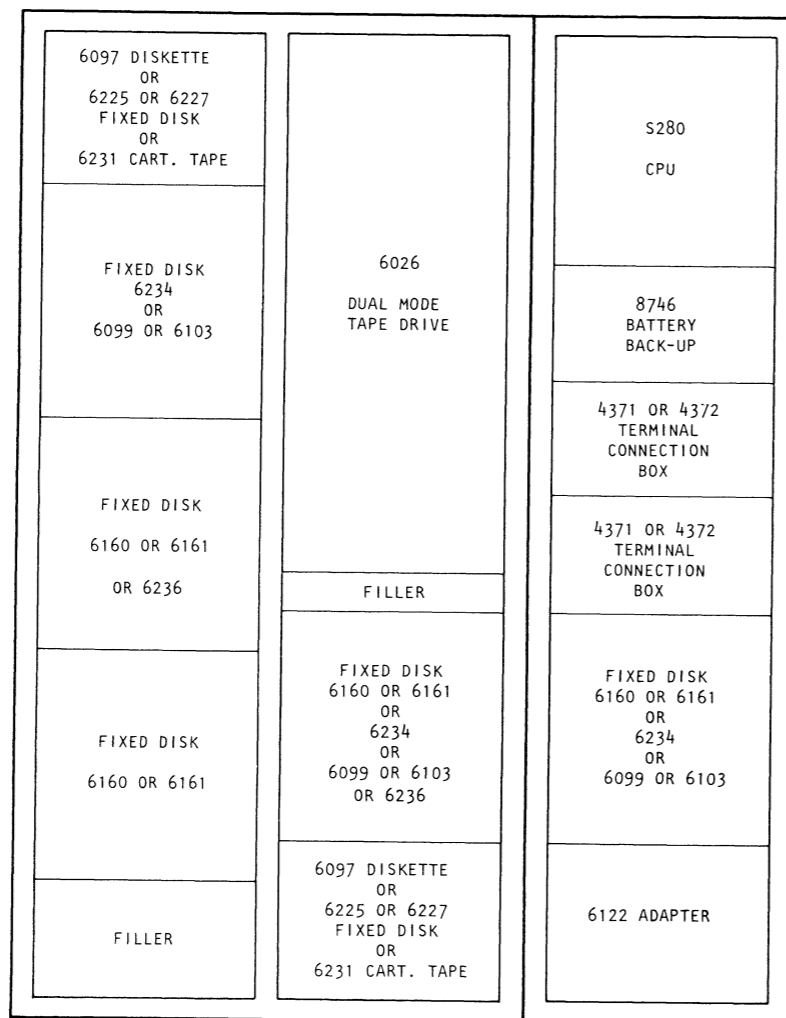 6097 DISKETTE
OR
6225 OR 6227
FIXED DISK
OR
6231 CART. TAPE
FIXED DISK
6234
OR
6099 OR 6103
FIXED DISK
6160 OR 6161
OR 6236
FIXED DISK
6160 OR 6161
FILLER
6026
DUAL MODE
TAPE DRIVE
FILLER
FIXED DISK
6160 OR 6161
OR
6234
OR
6099 OR 6103
OR 6236
6097 DISKETTE
OR
6225 OR 6227
FIXED DISK
OR
6231 CART. TAPE
S280
CPU
8746
BATTERY
BACK-UP
4371 OR 4372
TERMINAL
CONNECTION
BOX
4371 OR 4372
TERMINAL
CONNECTION
BOX
FIXED DISK
6160 OR 6161
OR
6234
OR
6099 OR 6103
6122 ADAPTER